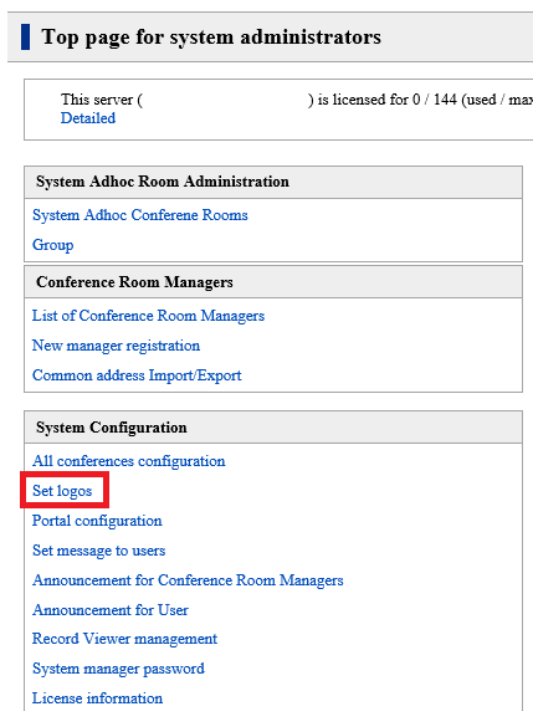 Top page for system administrators
This server ( ) is licensed for 0 / 144 (used / max
Detailed
System Adhoc Room Administration
System Adhoc Conferene Rooms
Group
Conference Room Managers
List of Conference Room Managers
New manager registration
Common address Import/Export
System Configuration
All conferences configuration
Set logos
Portal configuration
Set message to users
Announcement for Conference Room Managers
Announcement for User
Record Viewer management
System manager password
License information